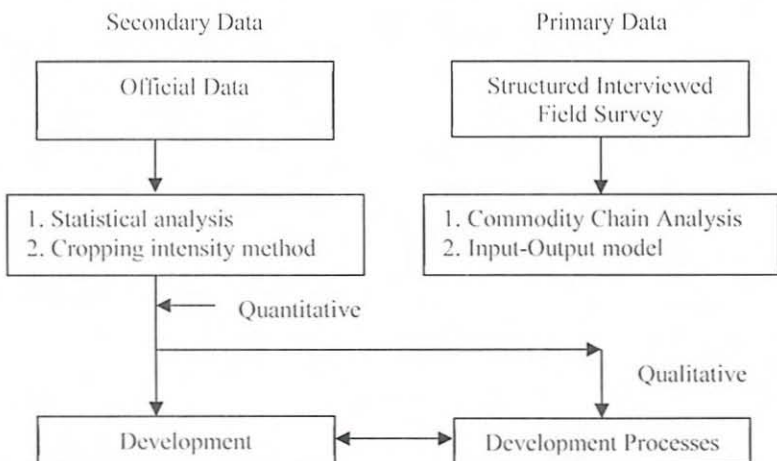 Secondary Data
Primary Data
Official Data
Structured Interviewed
Field Survey
1. Statistical analysis
2. Cropping intensity method
1. Commodity Chain Analysis
2. Input-Output model
Quantitative
Qualitative
Development
Development Processes